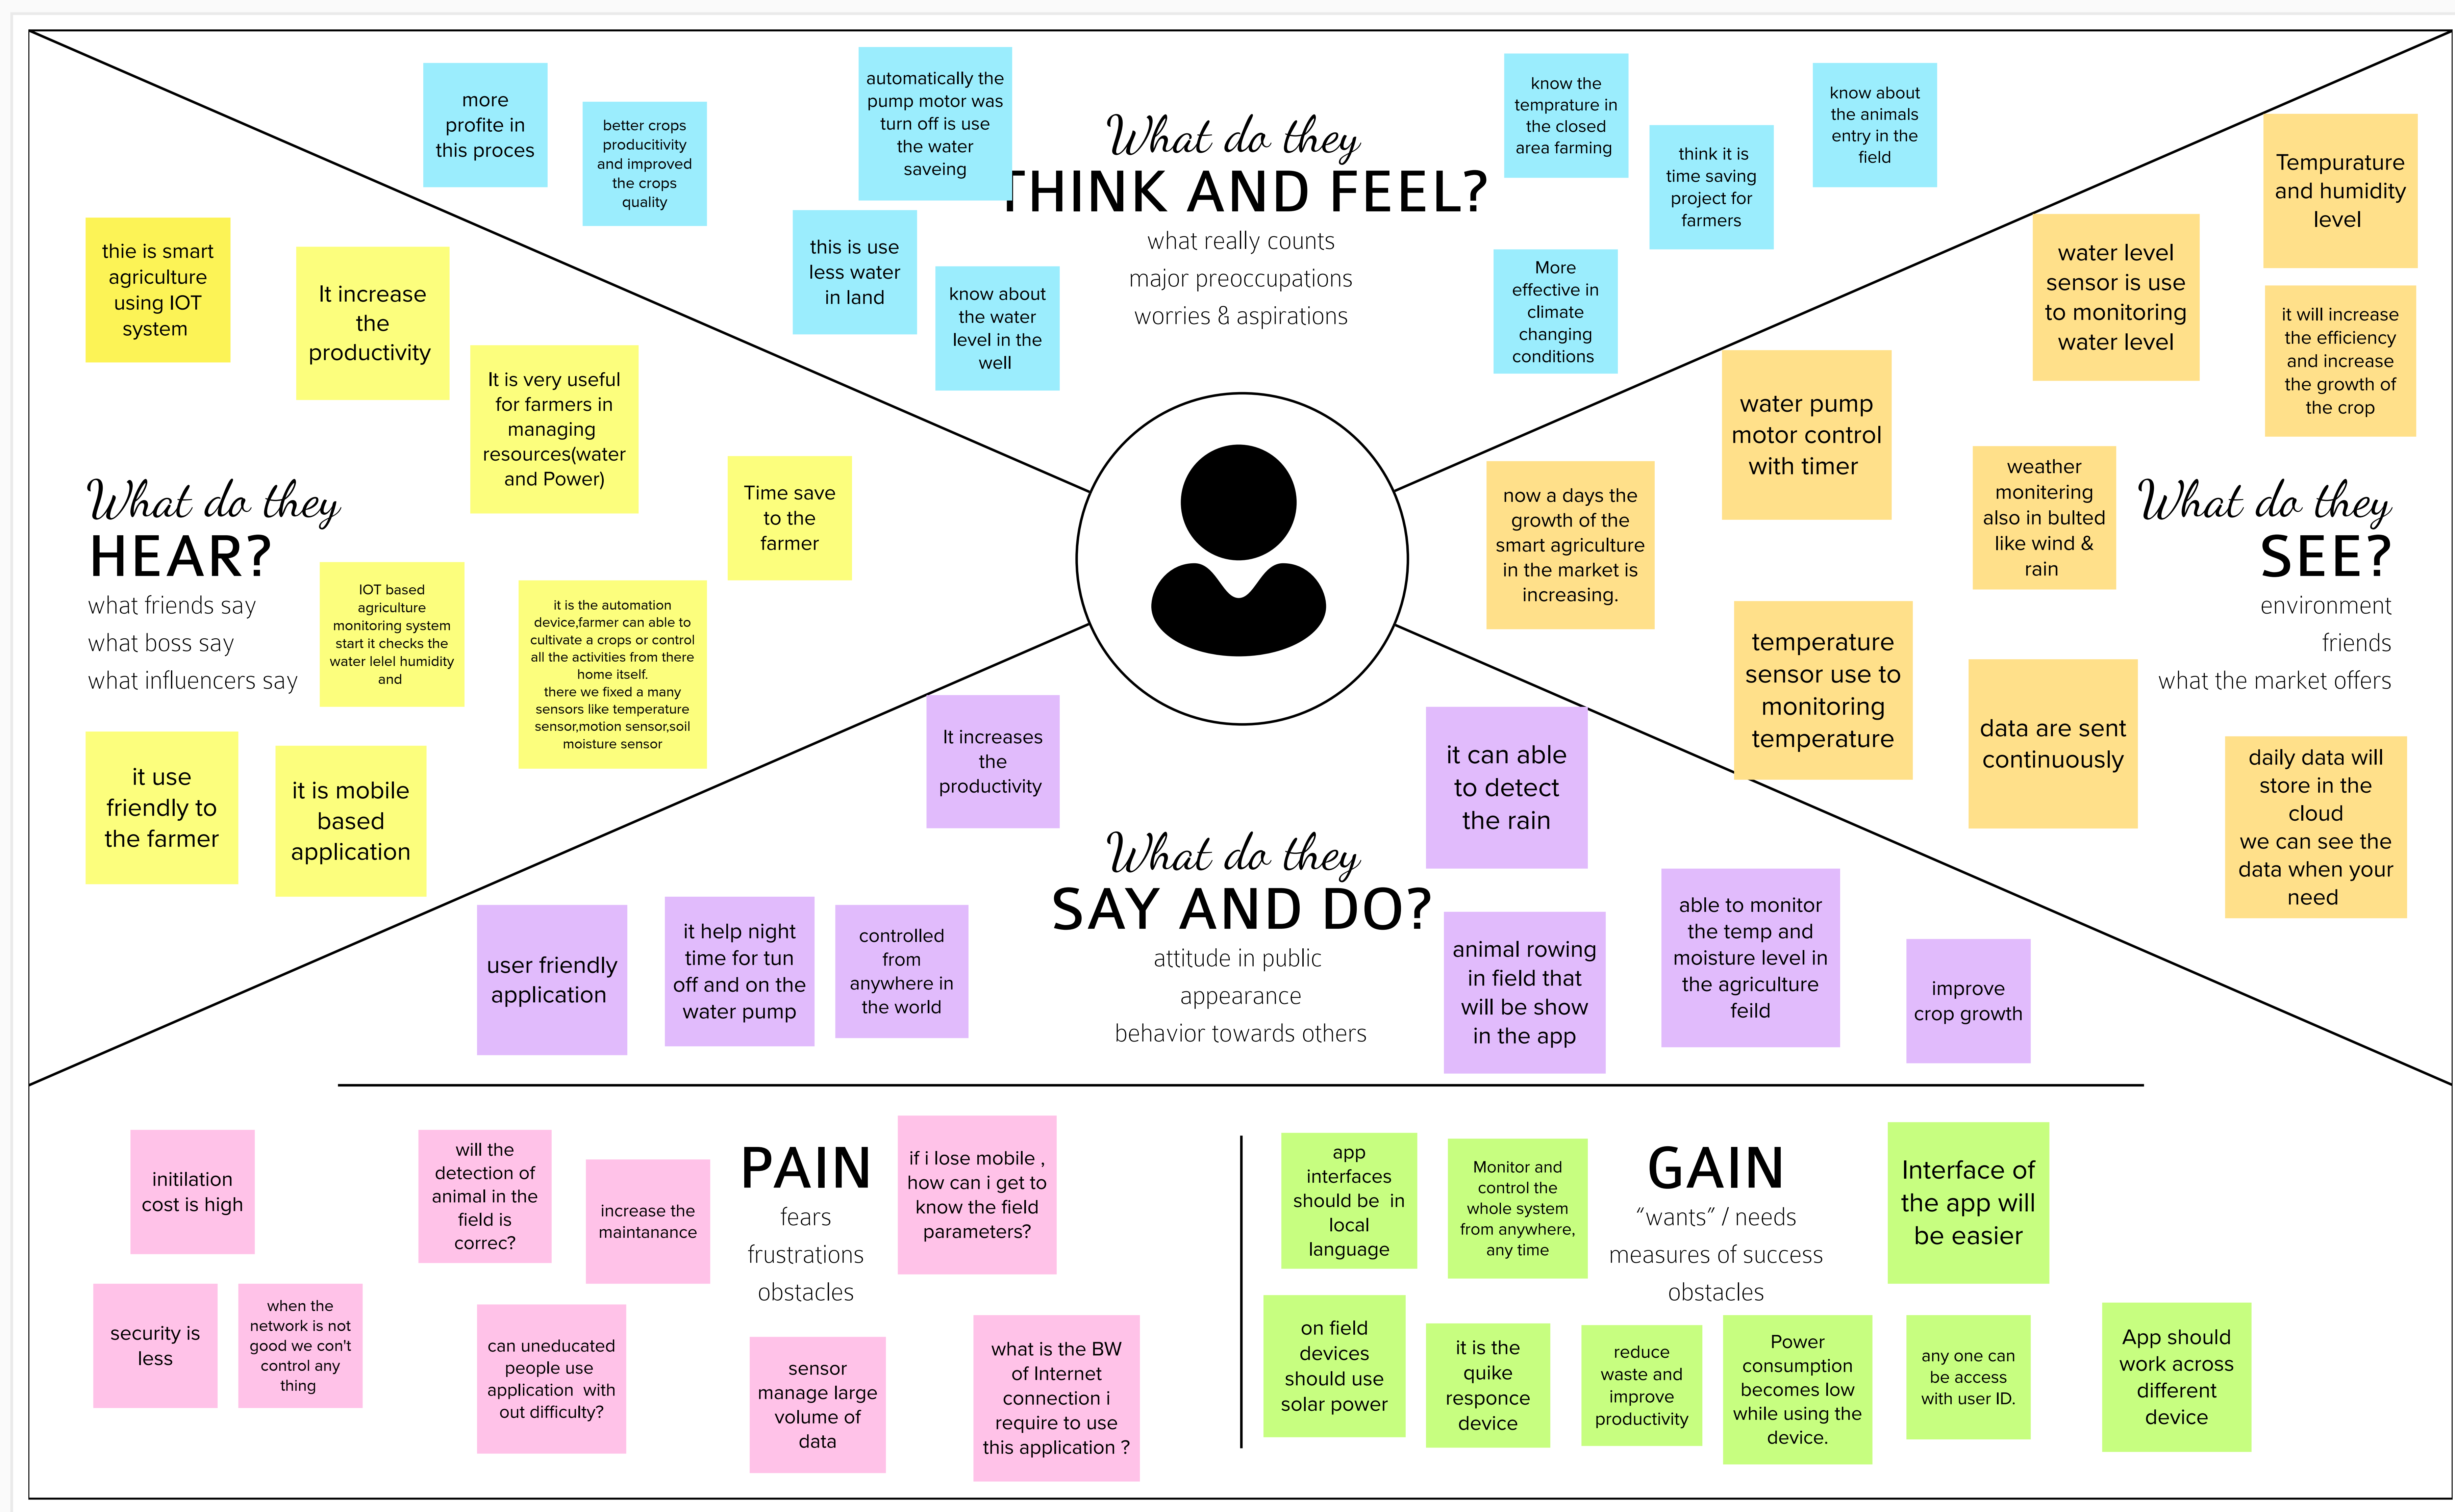 more
profite in
this proces
better crops
producitivity
and improved
the crops
quality
automatically the
pump motor was
turn off is use
the water
saveing
this is use
less water
in land
know about
the water
level in the
well
What do they
THINK AND FEEL?
what really counts
major preoccupations
worries & aspirations
know the
temprature in
the closed
area farming
think it is
time saving
project for
farmers
know about
the animals
entry in the
field
More
effective in
climate
changing
conditions
thie is smart
agriculture
using IOT
system
It increase
the
productivity
It is very useful
for farmers in
managing
resources(water
and Power)
Time save
to the
farmer
What do they
HEAR?
what friends say
what boss say
what influencers say
IOT based
agriculture
monitoring system
start it checks the
water lelel humidity
and
it is the automation
device,farmer can able to
cultivate a crops or control
all the activities from there
home itself.
there we fixed a many
sensors like temperature
sensor,motion sensor,soil
moisture sensor
it use
friendly to
the farmer
it is mobile
based
application
Tempurature
and humidity
level
water level
sensor is use
to monitoring
water level
it will increase
the efficiency
and increase
the growth of
the crop
water pump
motor control
with timer
now a days the
growth of the
smart agriculture
in the market is
increasing.
weather
monitering
also in bulted
like wind &
rain
What do they
SEE?
environment
friends
what the market offers
temperature
sensor use to
monitoring
temperature
data are sent
continuously
daily data will
store in the
cloud
we can see the
data when your
need
It increases
the
productivity
it can able
to detect
the rain
What do they
SAY AND DO?
attitude in public
appearance
behavior towards others
user friendly
application
it help night
time for tun
off and on the
water pump
controlled
from
anywhere in
the world
animal rowing
in field that
will be show
in the app
able to monitor
the temp and
moisture level in
the agriculture
feild
improve
crop growth
initilation
cost is high
will the
detection of
animal in the
field is
correc?
increase the
maintanance
PAIN
fears
frustrations
obstacles
if i lose mobile ,
how can i get to
know the field
parameters?
security is
less
when the
network is not
good we con't
control any
thing
can uneducated
people use
application with
out difficulty?
sensor
manage large
volume of
data
what is the BW
of Internet
connection i
require to use
this application ?
app
interfaces
should be in
local
language
Monitor and
control the
whole system
from anywhere,
any time
GAIN
“wants” / needs
measures of success
obstacles
Interface of
the app will
be easier
on field
devices
should use
solar power
it is the
quike
responce
device
reduce
waste and
improve
productivity
Power
consumption
becomes low
while using the
device.
any one can
be access
with user ID.
App should
work across
different
device